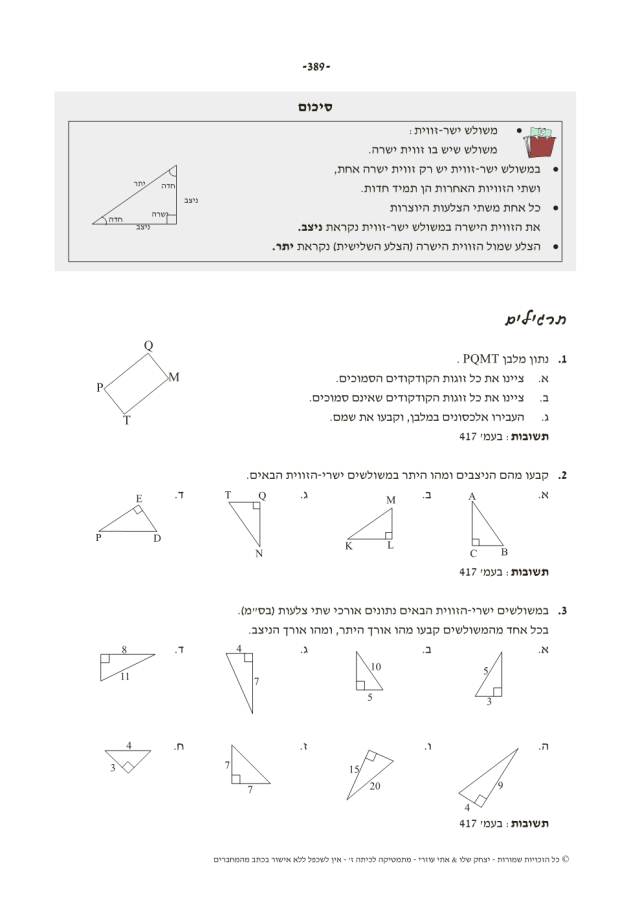 -389-
סיכום
• משולש ישר-זווית :
משולש שיש בו זווית ישרה.
• במשולש ישר-זווית יש רק זווית ישרה אחת,
ושתי הזוויות האחרות הן תמיד חדות.
• כל אחת משתי הצלעות היוצרות
את הזווית הישרה במשולש ישר-זווית נקראת ניצב.
• הצלע שמול הזווית הישרה (הצלע השלישית) נקראת יתר.
יתר
חדה
ניצב
ישרה
חדה
ניצב
תרגילים
1. נתון מלבן PQMT .
א. ציינו את כל זוגות הקודקודים הסמוכים.
ב. ציינו את כל זוגות הקודקודים שאינם סמוכים.
ג. העבירו אלכסונים במלבן, וקבעו את שמם.
תשובות : בעמ' 417
Q
M
P
T
2. קבעו מהם הניצבים ומהו היתר במשולשים ישרי-הזווית הבאים.
א. A C B
ב. M K L
ג. T Q N
ד. E P D
תשובות : בעמ' 417
3. במשולשים ישרי-הזווית הבאים נתונים אורכי שתי צלעות (בס"מ).
בכל אחד מהמשולשים קבעו מהו אורך היתר, ומהו אורך הניצב.
א. 5 3
ב. 10 5
ג. 4 7
ד. 8 11
ה. 9 4
ו. 15 20
ז. 7 7
ח. 4 3
תשובות : בעמ' 417
© כל הזכויות שמורות - יצחק שלו & אתי עוזרי - מתמטיקה לכיתה ז' - אין לשכפל ללא אישור בכתב מהמחברים